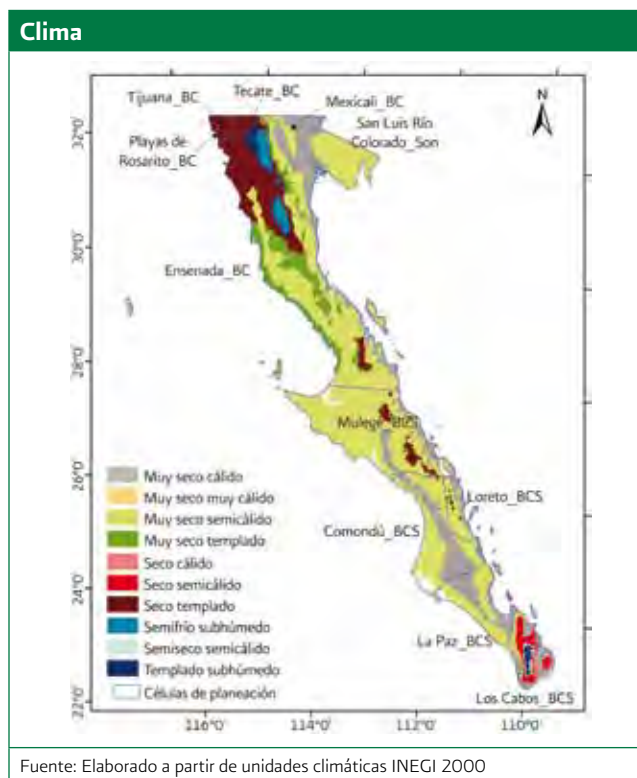 Clima
Tijuana_BC
Tecate_BC
Mexicali_BC
N
San Luis Río
Colorado_Son
Playas de
Rosarito_BC
Ensenada_BC
Mulegé_BCS
Loreto_BCS
Comondú_BCS
La Paz_BCS
Los Cabos_BCS
32°0'
30°0'
28°0'
26°0'
24°0'
22°0'
Muy seco cálido
Muy seco muy cálido
Muy seco semicálido
Muy seco templado
Seco cálido
Seco semicálido
Seco templado
Semifrío subhúmedo
Semiseco semicálido
Templado subhúmedo
Células de planeación
116°0'
114°0'
112°0'
110°0'
Fuente: Elaborado a partir de unidades climáticas INEGI 2000